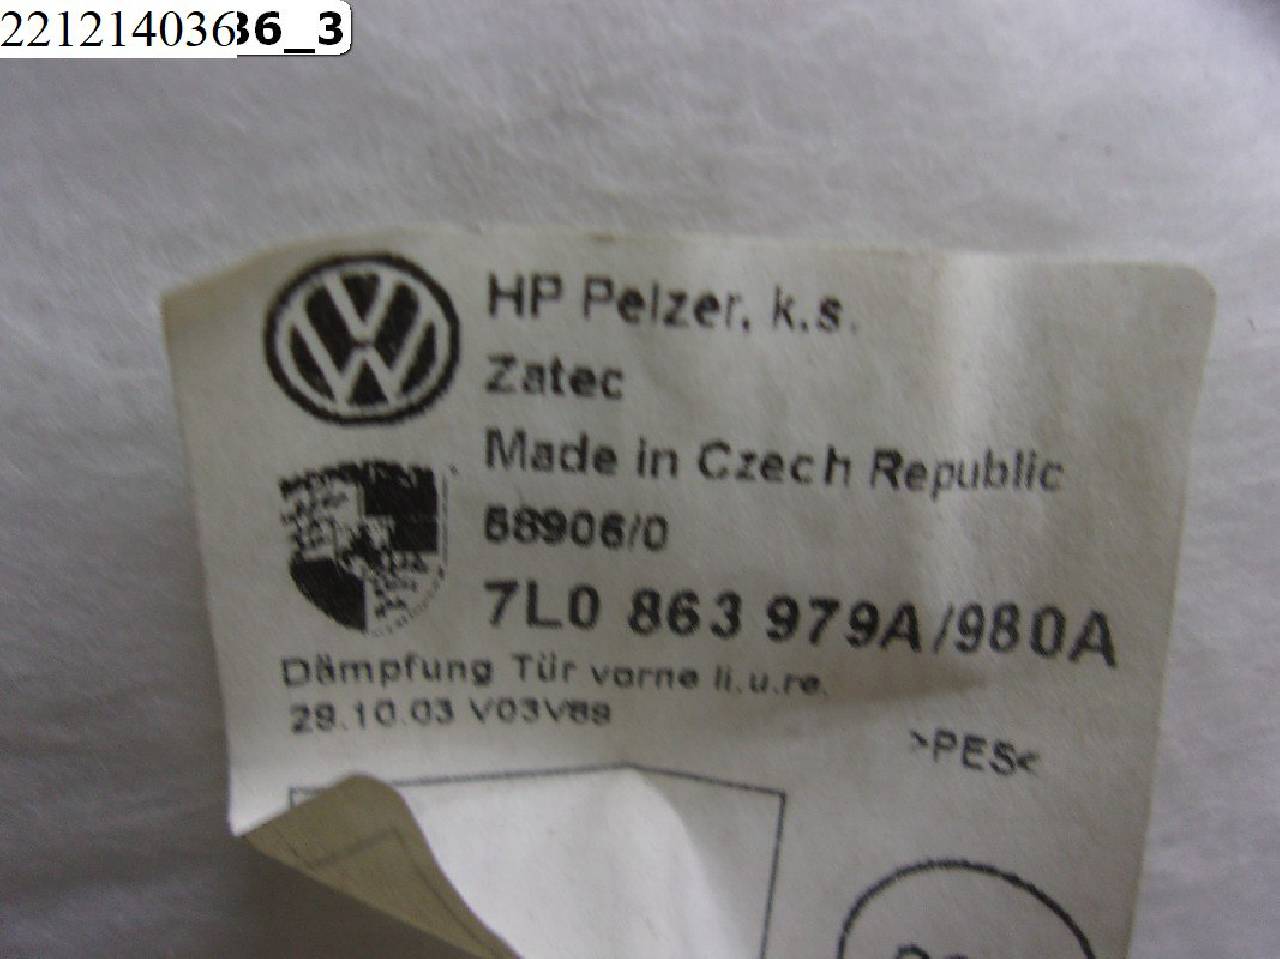 22121403636_3
HP Pelzer, k.s.
Zatec
Made in Czech Republic
68906/0
7L0 863 979A/980A
Dämpfung Tür vorne li.u.re.
29.10.03 V03V89
>PES<